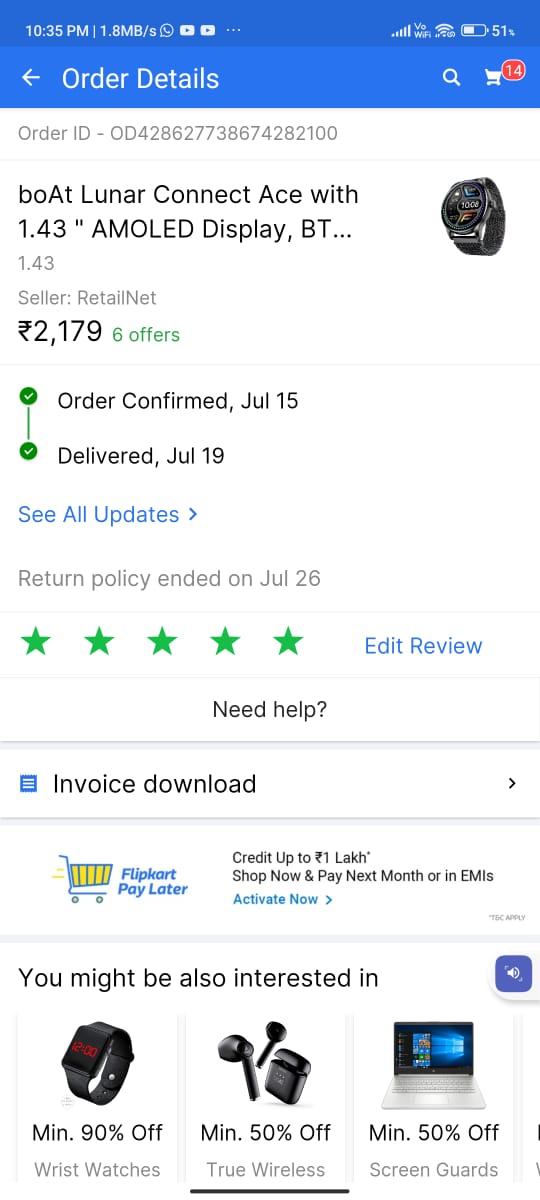 10:35 PM | 1.8MB/s ...
Vo WiFi 51%
Order Details
14
Order ID - OD428627738674282100
boAt Lunar Connect Ace with
1.43 " AMOLED Display, BT...
10:08
1.43
Seller: RetailNet
₹2,179 6 offers
Order Confirmed, Jul 15
Delivered, Jul 19
See All Updates >
Return policy ended on Jul 26
Edit Review
Need help?
Invoice download >
Flipkart
Pay Later
Credit Up to ₹1 Lakh*
Shop Now & Pay Next Month or in EMIs
Activate Now >
*T&C APPLY
You might be also interested in
12:00
Min. 90% Off
Wrist Watches
Min. 50% Off
True Wireless
Min. 50% Off
Screen Guards